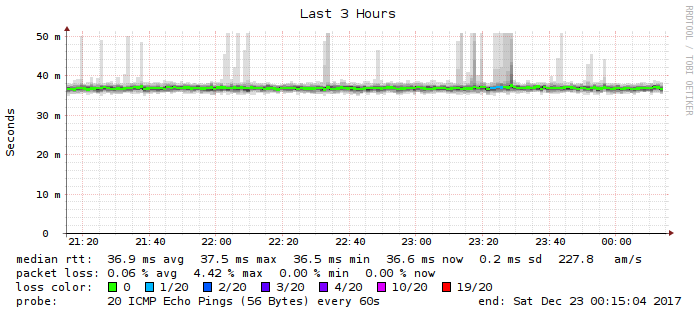 Last 3 Hours
RRDTOOL / TOBI OETIKER
Seconds
50 m
40 m
30 m
20 m
10 m
0
21:20 21:40 22:00 22:20 22:40 23:00 23:20 23:40 00:00
median rtt: 36.9 ms avg 37.5 ms max 36.5 ms min 36.6 ms now 0.2 ms sd 227.8 am/s
packet loss: 0.06 % avg 4.42 % max 0.00 % min 0.00 % now
loss color: 0 1/20 2/20 3/20 4/20 10/20 19/20
probe: 20 ICMP Echo Pings (56 Bytes) every 60s end: Sat Dec 23 00:15:04 2017